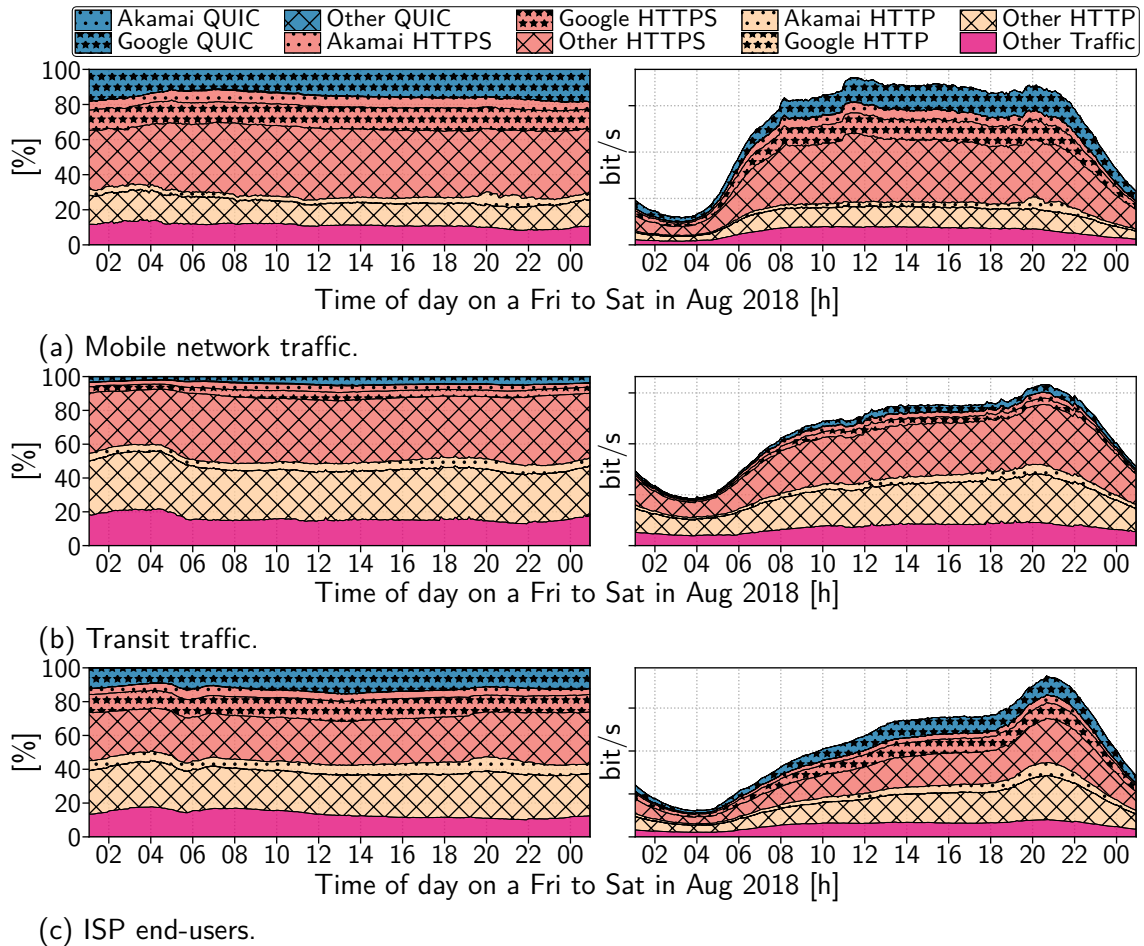 Akamai QUIC Other QUIC Google HTTPS Akamai HTTP Other HTTP
Google QUIC Akamai HTTPS Other HTTPS Google HTTP Other Traffic
100
80
60
40
20
0
[%]
02 04 06 08 10 12 14 16 18 20 22 00
bit/s
02 04 06 08 10 12 14 16 18 20 22 00
Time of day on a Fri to Sat in Aug 2018 [h]
(a) Mobile network traffic.
100
80
60
40
20
0
[%]
02 04 06 08 10 12 14 16 18 20 22 00
bit/s
02 04 06 08 10 12 14 16 18 20 22 00
Time of day on a Fri to Sat in Aug 2018 [h]
(b) Transit traffic.
100
80
60
40
20
0
[%]
02 04 06 08 10 12 14 16 18 20 22 00
bit/s
02 04 06 08 10 12 14 16 18 20 22 00
Time of day on a Fri to Sat in Aug 2018 [h]
(c) ISP end-users.